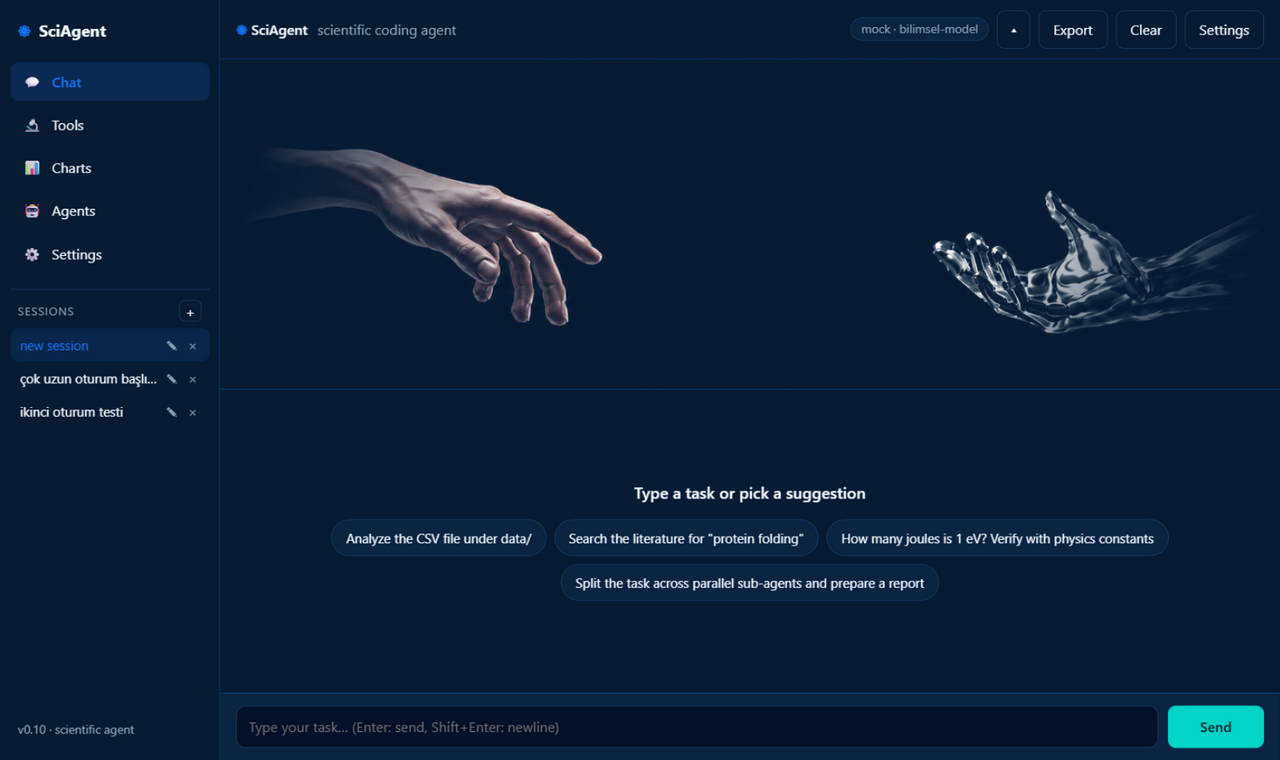 SciAgent
Chat
Tools
Charts
Agents
Settings
SESSIONS
+
new session
çok uzun oturum başlı...
ikinci oturum testi
v0.10 · scientific agent
SciAgent scientific coding agent
mock · bilimsel-model
Export
Clear
Settings
Type a task or pick a suggestion
Analyze the CSV file under data/
Search the literature for "protein folding"
How many joules is 1 eV? Verify with physics constants
Split the task across parallel sub-agents and prepare a report
Type your task... (Enter: send, Shift+Enter: newline)
Send